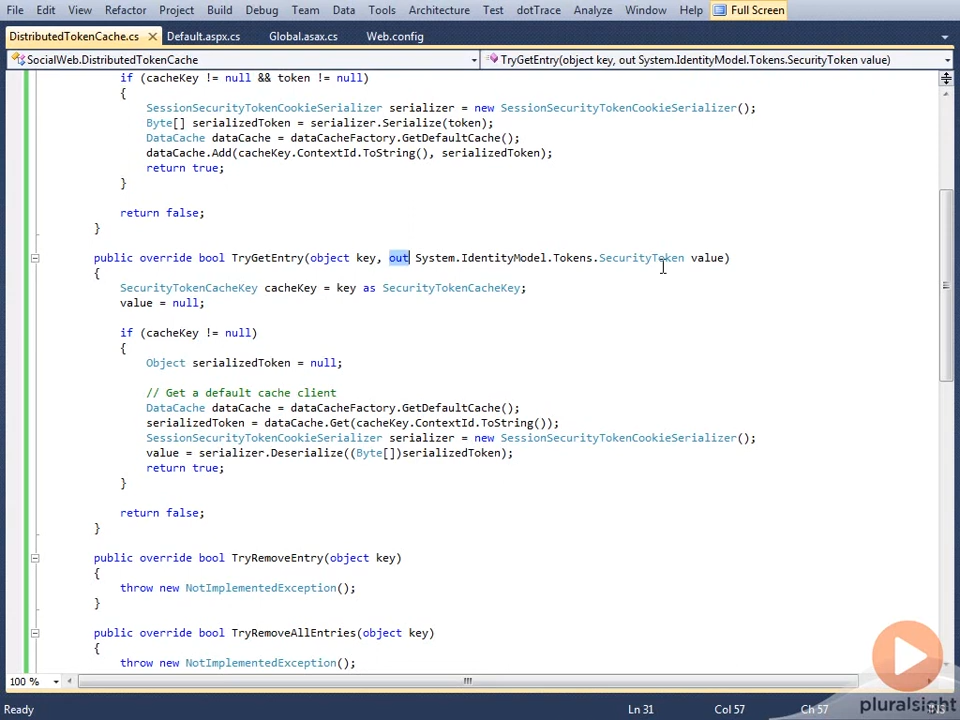 File Edit View Refactor Project Build Debug Team Data Tools Architecture Test dotTrace Analyze Window Help Full Screen
DistributedTokenCache.cs Default.aspx.cs Global.asax.cs Web.config
SocialWeb.DistributedTokenCache TryGetEntry(object key, out System.IdentityModel.Tokens.SecurityToken value)
if (cacheKey != null && token != null)
{
SessionSecurityTokenCookieSerializer serializer = new SessionSecurityTokenCookieSerializer();
Byte[] serializedToken = serializer.Serialize(token);
DataCache dataCache = dataCacheFactory.GetDefaultCache();
dataCache.Add(cacheKey.ContextId.ToString(), serializedToken);
return true;
}
return false;
}
public override bool TryGetEntry(object key, out System.IdentityModel.Tokens.SecurityToken value)
{
SecurityTokenCacheKey cacheKey = key as SecurityTokenCacheKey;
value = null;
if (cacheKey != null)
{
Object serializedToken = null;
// Get a default cache client
DataCache dataCache = dataCacheFactory.GetDefaultCache();
serializedToken = dataCache.Get(cacheKey.ContextId.ToString());
SessionSecurityTokenCookieSerializer serializer = new SessionSecurityTokenCookieSerializer();
value = serializer.Deserialize((Byte[])serializedToken);
return true;
}
return false;
}
public override bool TryRemoveEntry(object key)
{
throw new NotImplementedException();
}
public override bool TryRemoveAllEntries(object key)
{
throw new NotImplementedException();
100 %
pluralsight
Ready Ln 31 Col 57 Ch 57 INS